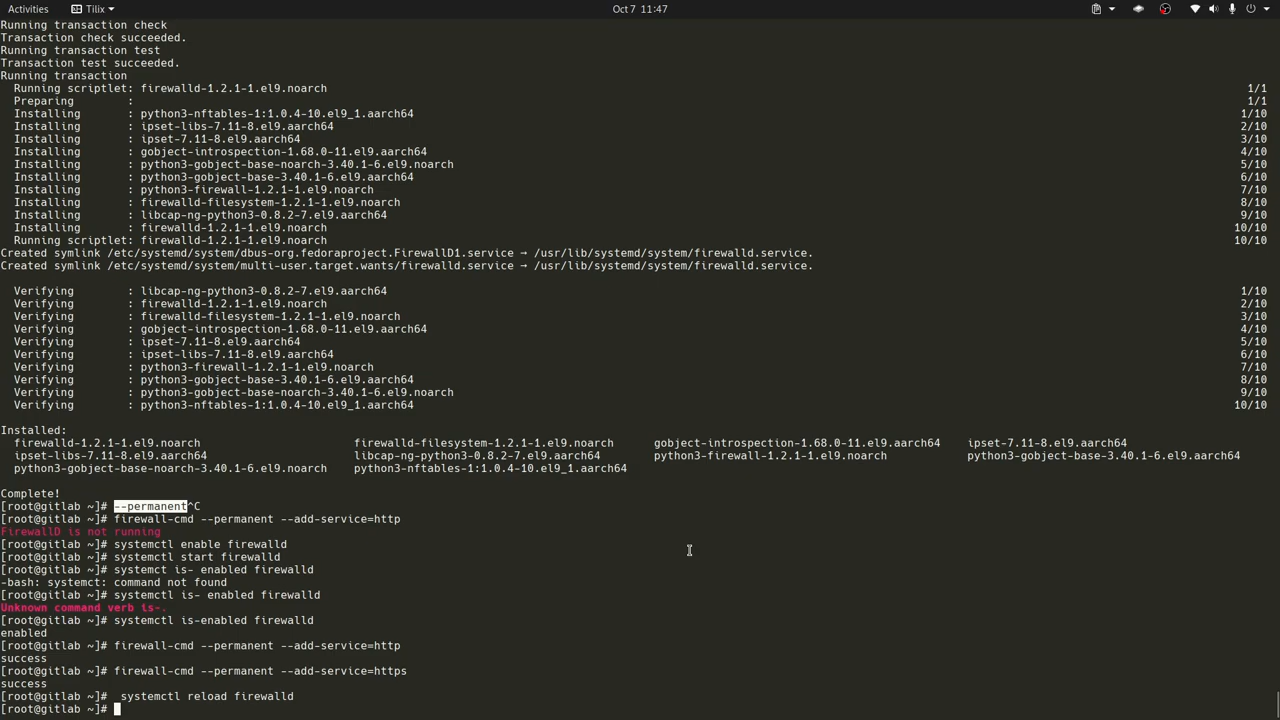 Activities Tilix Oct 7 11:47
Running transaction check
Transaction check succeeded.
Running transaction test
Transaction test succeeded.
Running transaction
Running scriptlet: firewalld-1.2.1-1.el9.noarch 1/1
Preparing : 1/1
Installing : python3-nftables-1:1.0.4-10.el9_1.aarch64 1/10
Installing : ipset-libs-7.11-8.el9.aarch64 2/10
Installing : ipset-7.11-8.el9.aarch64 3/10
Installing : gobject-introspection-1.68.0-11.el9.aarch64 4/10
Installing : python3-gobject-base-noarch-3.40.1-6.el9.noarch 5/10
Installing : python3-gobject-base-3.40.1-6.el9.aarch64 6/10
Installing : python3-firewall-1.2.1-1.el9.noarch 7/10
Installing : firewalld-filesystem-1.2.1-1.el9.noarch 8/10
Installing : libcap-ng-python3-0.8.2-7.el9.aarch64 9/10
Installing : firewalld-1.2.1-1.el9.noarch 10/10
Running scriptlet: firewalld-1.2.1-1.el9.noarch 10/10
Created symlink /etc/systemd/system/dbus-org.fedoraproject.FirewallD1.service → /usr/lib/systemd/system/firewalld.service.
Created symlink /etc/systemd/system/multi-user.target.wants/firewalld.service → /usr/lib/systemd/system/firewalld.service.
Verifying : libcap-ng-python3-0.8.2-7.el9.aarch64 1/10
Verifying : firewalld-1.2.1-1.el9.noarch 2/10
Verifying : firewalld-filesystem-1.2.1-1.el9.noarch 3/10
Verifying : gobject-introspection-1.68.0-11.el9.aarch64 4/10
Verifying : ipset-7.11-8.el9.aarch64 5/10
Verifying : ipset-libs-7.11-8.el9.aarch64 6/10
Verifying : python3-firewall-1.2.1-1.el9.noarch 7/10
Verifying : python3-gobject-base-3.40.1-6.el9.aarch64 8/10
Verifying : python3-gobject-base-noarch-3.40.1-6.el9.noarch 9/10
Verifying : python3-nftables-1:1.0.4-10.el9_1.aarch64 10/10
Installed:
firewalld-1.2.1-1.el9.noarch firewalld-filesystem-1.2.1-1.el9.noarch gobject-introspection-1.68.0-11.el9.aarch64 ipset-7.11-8.el9.aarch64
ipset-libs-7.11-8.el9.aarch64 libcap-ng-python3-0.8.2-7.el9.aarch64 python3-firewall-1.2.1-1.el9.noarch python3-gobject-base-3.40.1-6.el9.aarch64
python3-gobject-base-noarch-3.40.1-6.el9.noarch python3-nftables-1:1.0.4-10.el9_1.aarch64
Complete!
[root@gitlab ~]# --permanent^C
[root@gitlab ~]# firewall-cmd --permanent --add-service=http
FirewallD is not running
[root@gitlab ~]# systemctl enable firewalld
[root@gitlab ~]# systemctl start firewalld
[root@gitlab ~]# systemct is- enabled firewalld
-bash: systemct: command not found
[root@gitlab ~]# systemctl is- enabled firewalld
Unknown command verb is-.
[root@gitlab ~]# systemctl is-enabled firewalld
enabled
[root@gitlab ~]# firewall-cmd --permanent --add-service=http
success
[root@gitlab ~]# firewall-cmd --permanent --add-service=https
success
[root@gitlab ~]#  systemctl reload firewalld
[root@gitlab ~]#